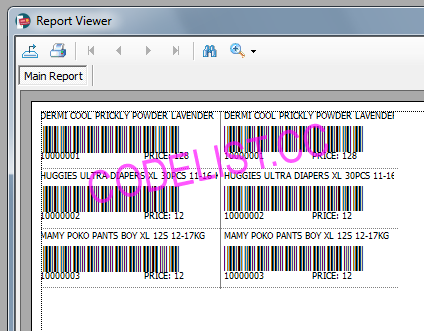 Report Viewer
Main Report
DERMI COOL PRICKLY POWDER LAVENDER DERMI COOL PRICKLY POWDER LAVENDER
10000001 PRICE: 128 10000001 PRICE: 128
HUGGIES ULTRA DIAPERS XL 30PCS 11-16 HUGGIES ULTRA DIAPERS XL 30PCS 11-16
10000002 PRICE: 12 10000002 PRICE: 12
MAMY POKO PANTS BOY XL 12S 12-17KG MAMY POKO PANTS BOY XL 12S 12-17KG
10000003 PRICE: 12 10000003 PRICE: 12
CODELIST.CC